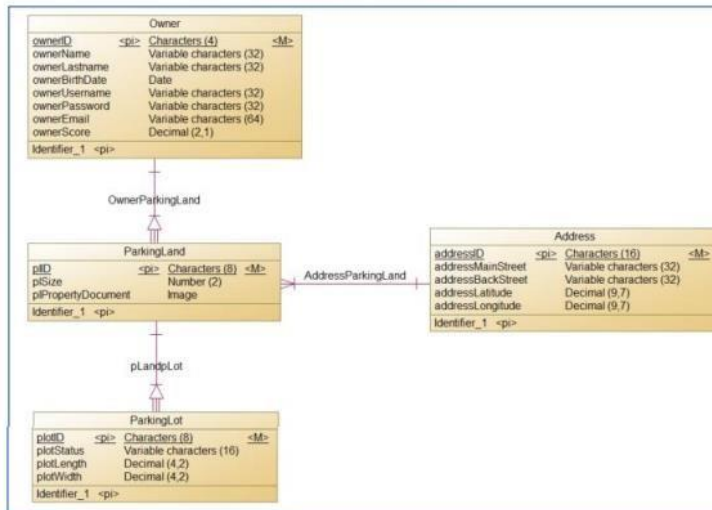 Owner
ownerID <pi> Characters (4) <M>
ownerName Variable characters (32)
ownerLastname Variable characters (32)
ownerBirthDate Date
ownerUsername Variable characters (32)
ownerPassword Variable characters (32)
ownerEmail Variable characters (64)
ownerScore Decimal (2,1)
Identifier_1 <pi>
OwnerParkingLand
ParkingLand
plID <pi> Characters (8) <M>
plSize Number (2)
plPropertyDocument Image
Identifier_1 <pi>
AddressParkingLand
Address
addressID <pi> Characters (16) <M>
addressMainStreet Variable characters (32)
addressBackStreet Variable characters (32)
addressLatitude Decimal (9,7)
addressLongitude Decimal (9,7)
Identifier_1 <pi>
pLandpLot
ParkingLot
plotID <pi> Characters (8) <M>
plotStatus Variable characters (16)
plotLength Decimal (4,2)
plotWidth Decimal (4,2)
Identifier_1 <pi>